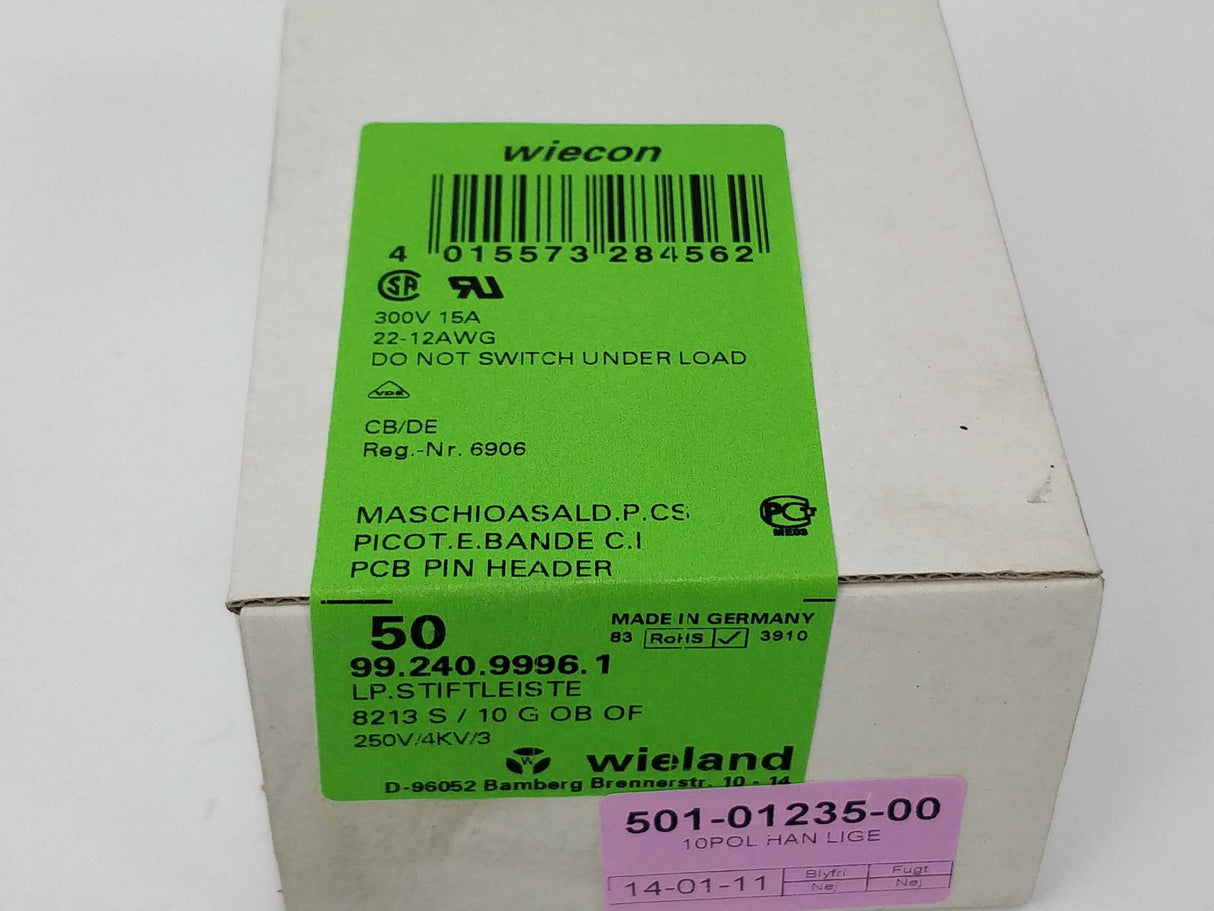 wiecon
4 015573 284562
300V 15A
22-12AWG
DO NOT SWITCH UNDER LOAD
VDE
CB/DE
Reg.-Nr. 6906
MASCHIOASALD.P.CS
PICOT.E.BANDE C.I
PCB PIN HEADER
50
MADE IN GERMANY
83 RoHS ✓ 3910
99.240.9996.1
LP.STIFTLEISTE
8213 S / 10 G OB OF
250V/4KV/3
W wieland
D-96052 Bamberg Brennerstr. 10 - 14
501-01235-00
10POL HAN LIGE
14-01-11
Blyfri Fugt
Nej Nej